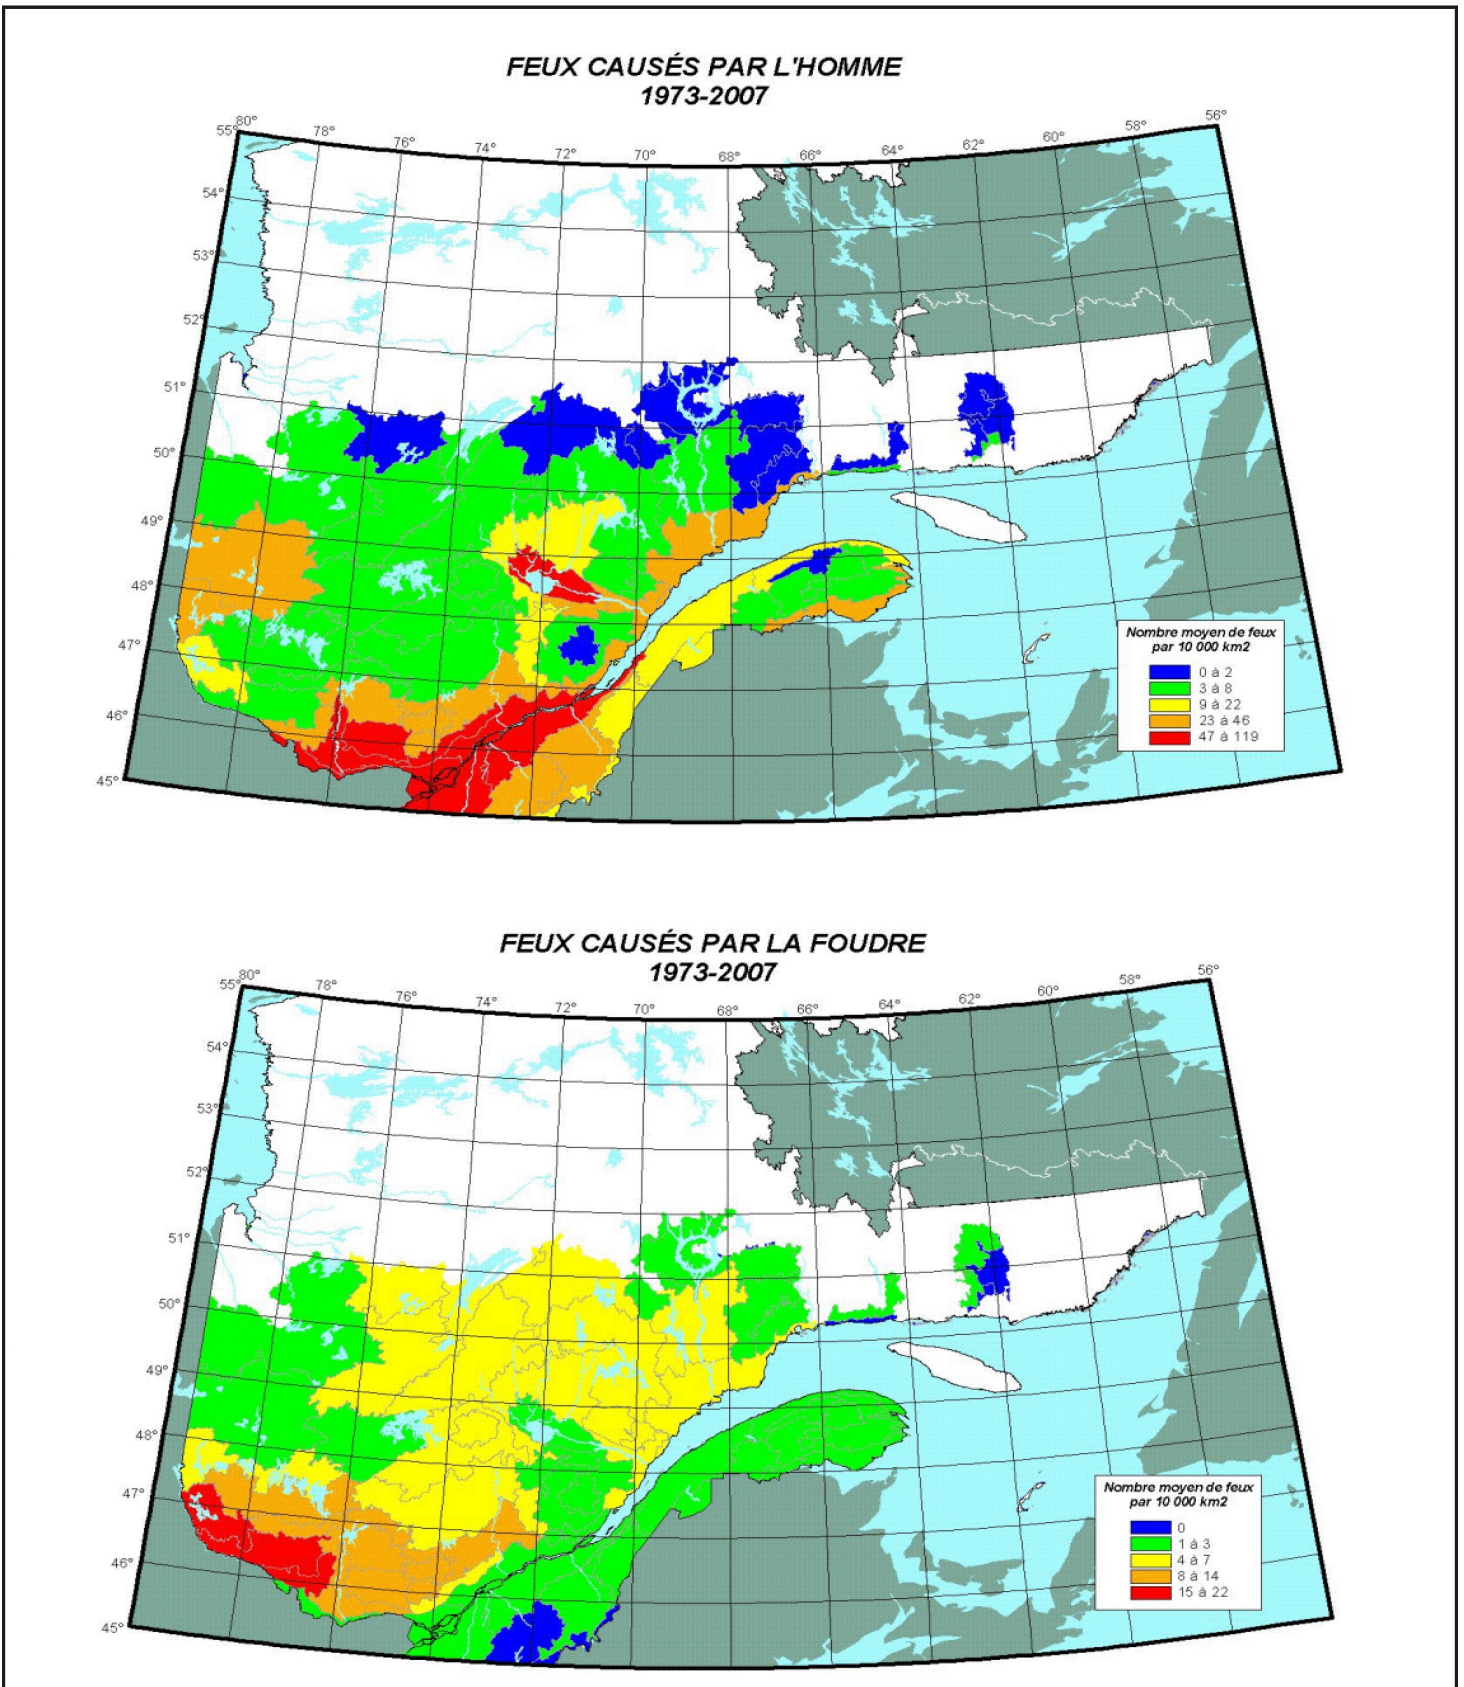 FEUX CAUSÉS PAR L'HOMME
1973-2007
80° 78° 76° 74° 72° 70° 68° 66° 64° 62° 60° 58° 56°
55°
54°
53°
52°
51°
50°
49°
48°
47°
46°
45°
Nombre moyen de feux
par 10 000 km2
0 à 2
3 à 8
9 à 22
23 à 46
47 à 119
FEUX CAUSÉS PAR LA FOUDRE
1973-2007
80° 78° 76° 74° 72° 70° 68° 66° 64° 62° 60° 58° 56°
55°
54°
53°
52°
51°
50°
49°
48°
47°
46°
45°
Nombre moyen de feux
par 10 000 km2
0
1 à 3
4 à 7
8 à 14
15 à 22